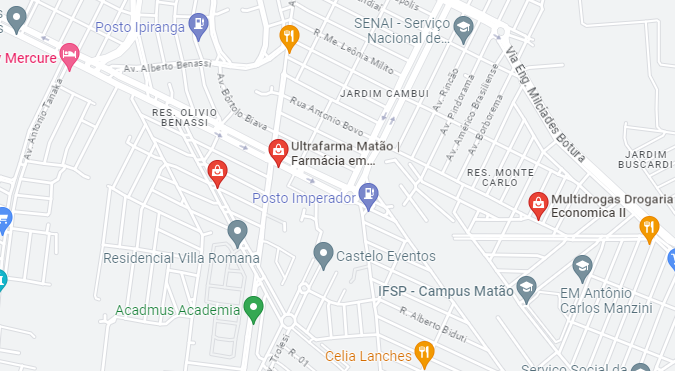 SENAI - Serviço
Nacional de...
Posto Ipiranga
Mercure
R. Me. Leônia Milito
Av. Alberto Benassi
Via Eng. Milciades Botura
Av. Rincão
Av. Pindorama
Av. Americo Brasiliense
Av. Borborema
JARDIM CAMBUI
Rua Antonio Bovo
Av. Bórtolo Biava
Av. Antonio Tanaka
RES. OLIVIO
BENASSI
Ultrafarma Matão |
Farmácia em...
JARDIM
BUSCARDI
RES. MONTE
CARLO
Posto Imperador
Multidrogas Drogaria
Economica II
Residencial Villa Romana
Castelo Eventos
IFSP - Campus Matão
EM Antônio
Carlos Manzini
Acadmus Academia
R. Alberto Biduti
Trolesi
R. 01
Celia Lanches
Serviço Social da